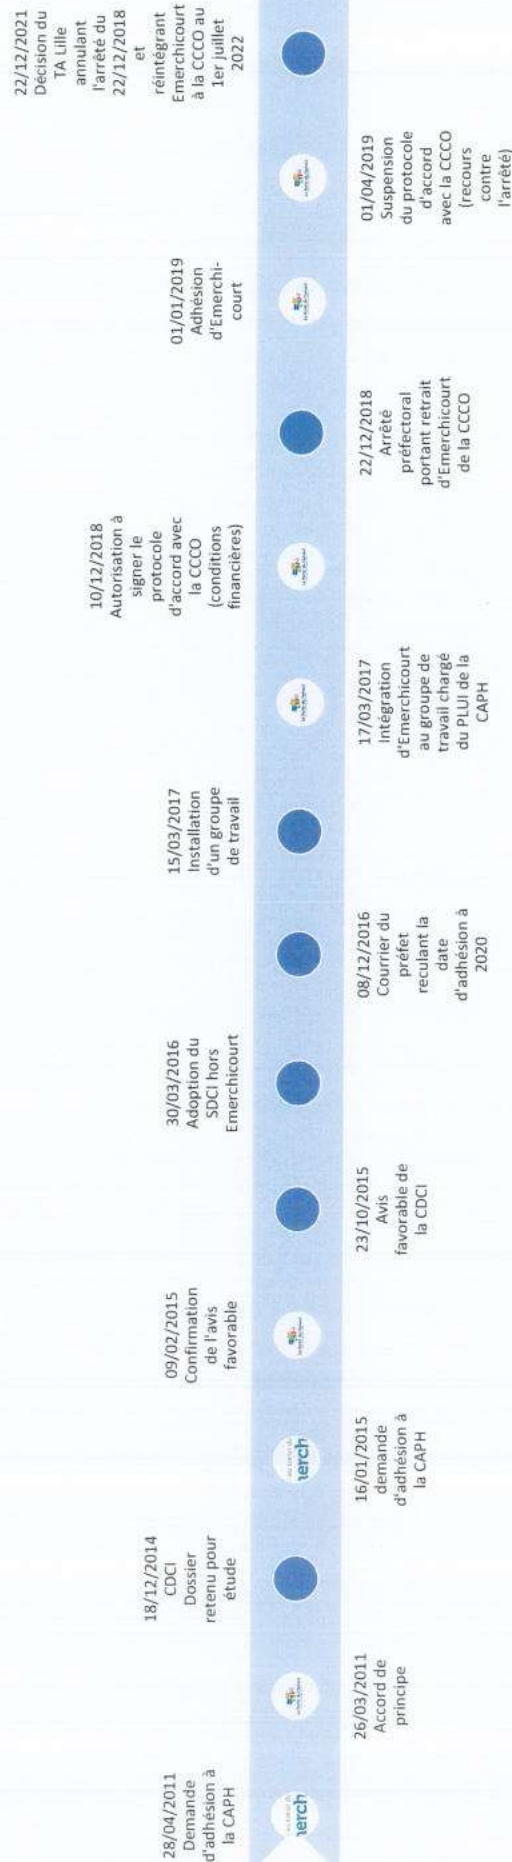 28/04/2011
Demande
d'adhésion à
la CAPH
26/03/2011
Accord de
principe
18/12/2014
CDCI
Dossier
retenu pour
étude
16/01/2015
demande
d'adhésion à
la CAPH
09/02/2015
Confirmation
de l'avis
favorable
23/10/2015
Avis
favorable de
la CDCI
30/03/2016
Adoption du
SDCI hors
Emerchicourt
08/12/2016
Courrier du
préfet
reculant la
date
d'adhésion à
2020
15/03/2017
Installation
d'un groupe
de travail
17/03/2017
Intégration
d'Emerchicourt
au groupe de
travail chargé
du PLUI de la
CAPH
10/12/2018
Autorisation à
signer le
protocole
d'accord avec
la CCCO
(conditions
financières)
22/12/2018
Arrêté
préfectoral
portant retrait
d'Emerchicourt
de la CCCO
01/01/2019
Adhésion
d'Emerchi-
court
01/04/2019
Suspension
du protocole
d'accord
avec la CCCO
(recours
contre
l'arrêté)
22/12/2021
Décision du
TA Lille
annulant
l'arrêté du
22/12/2018
et
réintégrant
Emerchicourt
à la CCCO au
1er juillet
2022